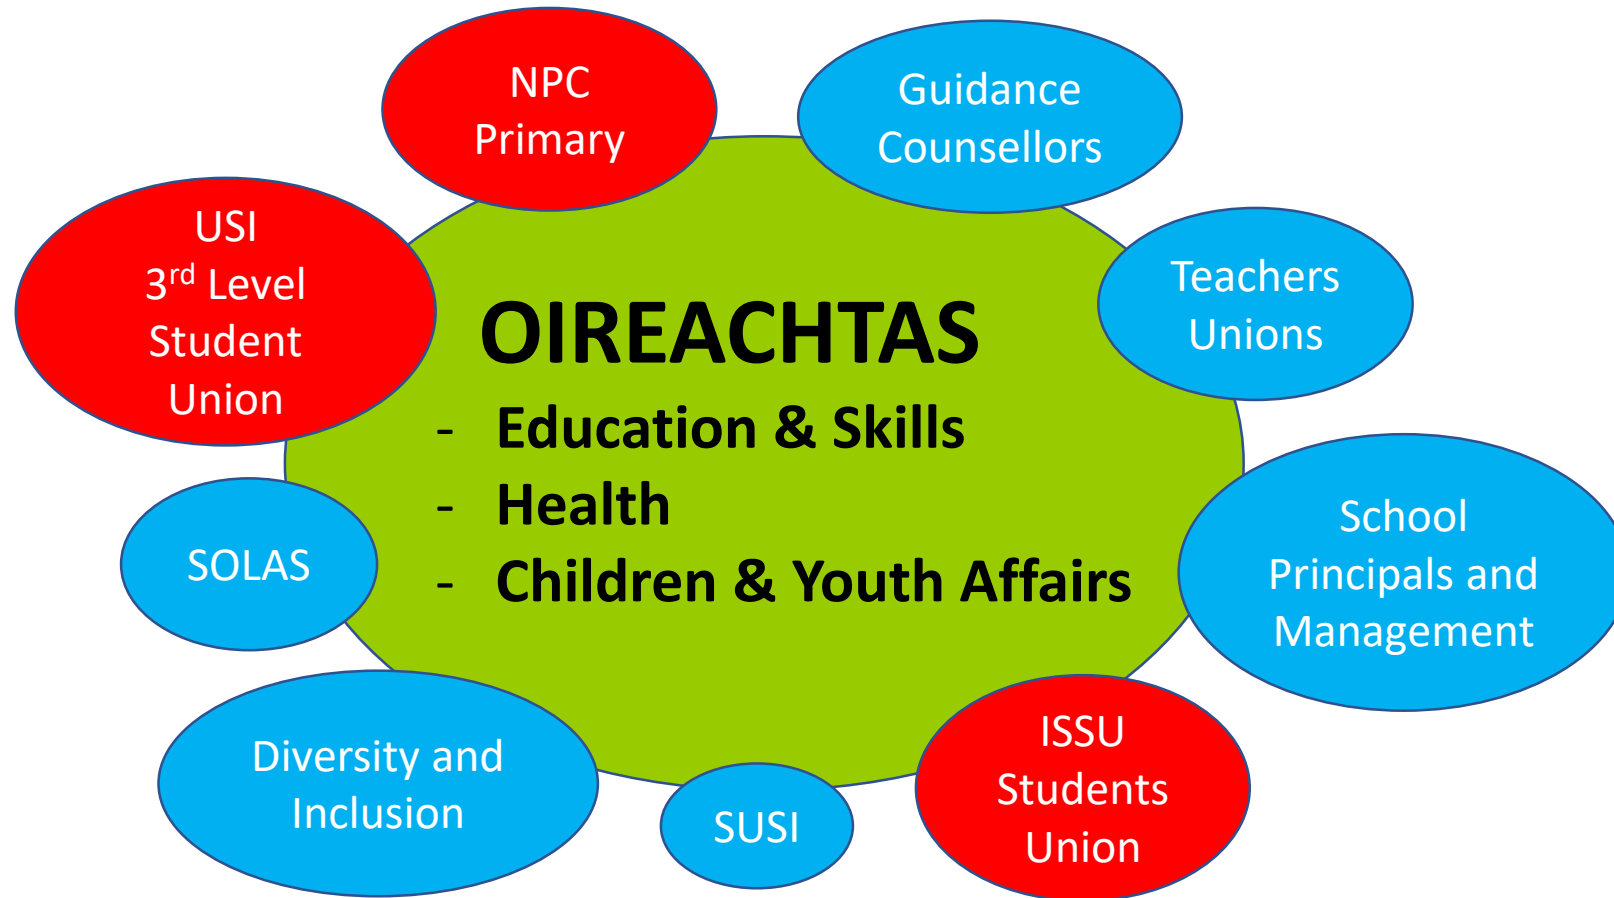 NPC
Primary
Guidance
Counsellors
USI
3rd Level
Student
Union
Teachers
Unions
OIREACHTAS
- Education & Skills
- Health
- Children & Youth Affairs
School
Principals and
Management
SOLAS
Diversity and
Inclusion
SUSI
ISSU
Students
Union